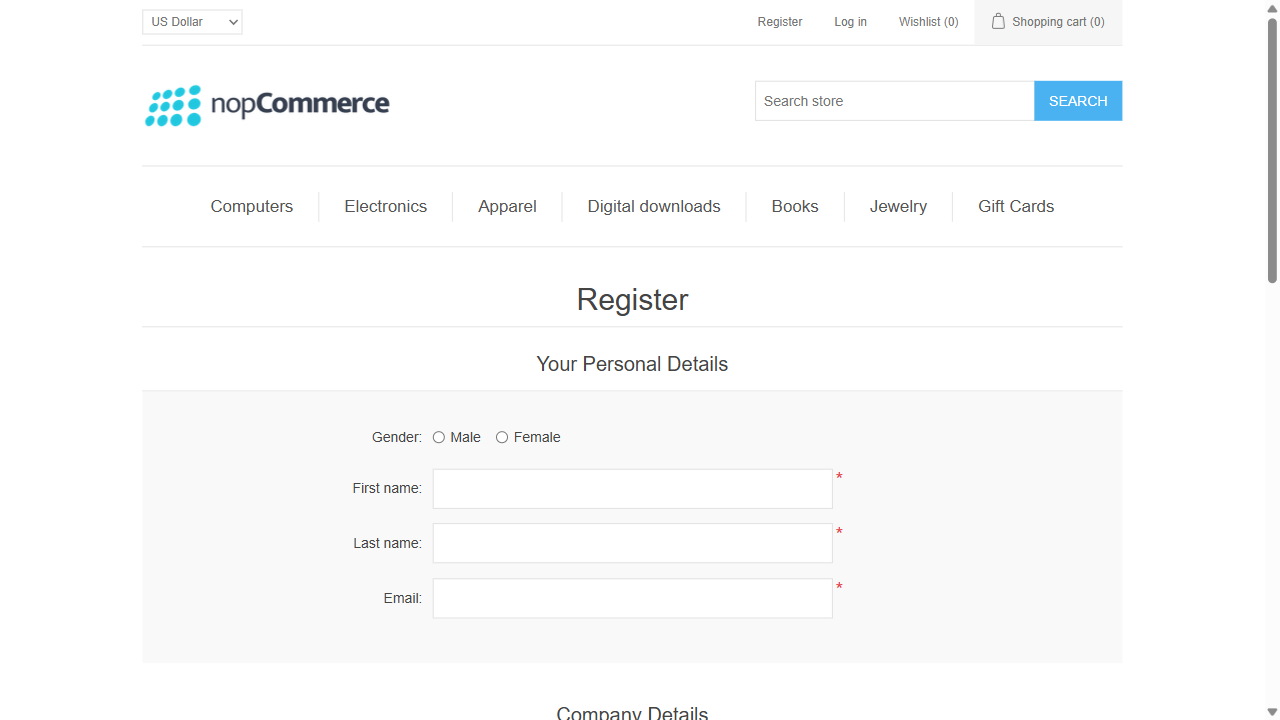 US Dollar Register Log in Wishlist (0) Shopping cart (0)
nopCommerce Search store SEARCH
Computers Electronics Apparel Digital downloads Books Jewelry Gift Cards
Register
Your Personal Details
Gender: Male Female
First name: *
Last name: *
Email: *
Company Details